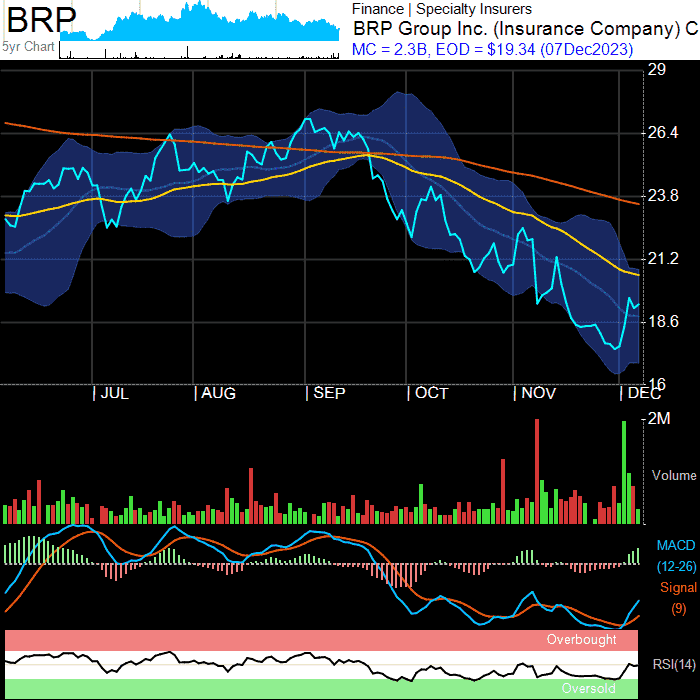 BRP
5yr Chart
Finance | Specialty Insurers
BRP Group Inc. (Insurance Company) C
MC = 2.3B, EOD = $19.34 (07Dec2023)
29
26.4
23.8
21.2
18.6
16
| JUL | AUG | SEP | OCT | NOV | DEC
2M
Volume
MACD
(12-26)
Signal
(9)
Overbought
RSI(14)
Oversold